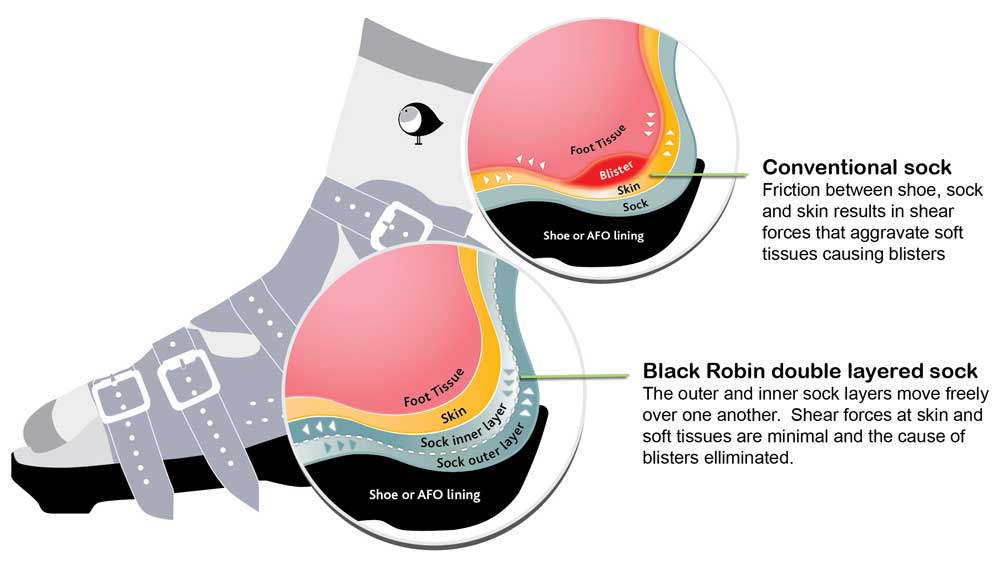 Foot Tissue
Blister
Skin
Sock
Shoe or AFO lining
Conventional sock
Friction between shoe, sock
and skin results in shear
forces that aggravate soft
tissues causing blisters
Foot Tissue
Skin
Sock inner layer
Sock outer layer
Shoe or AFO lining
Black Robin double layered sock
The outer and inner sock layers move freely
over one another.  Shear forces at skin and
soft tissues are minimal and the cause of
blisters elliminated.